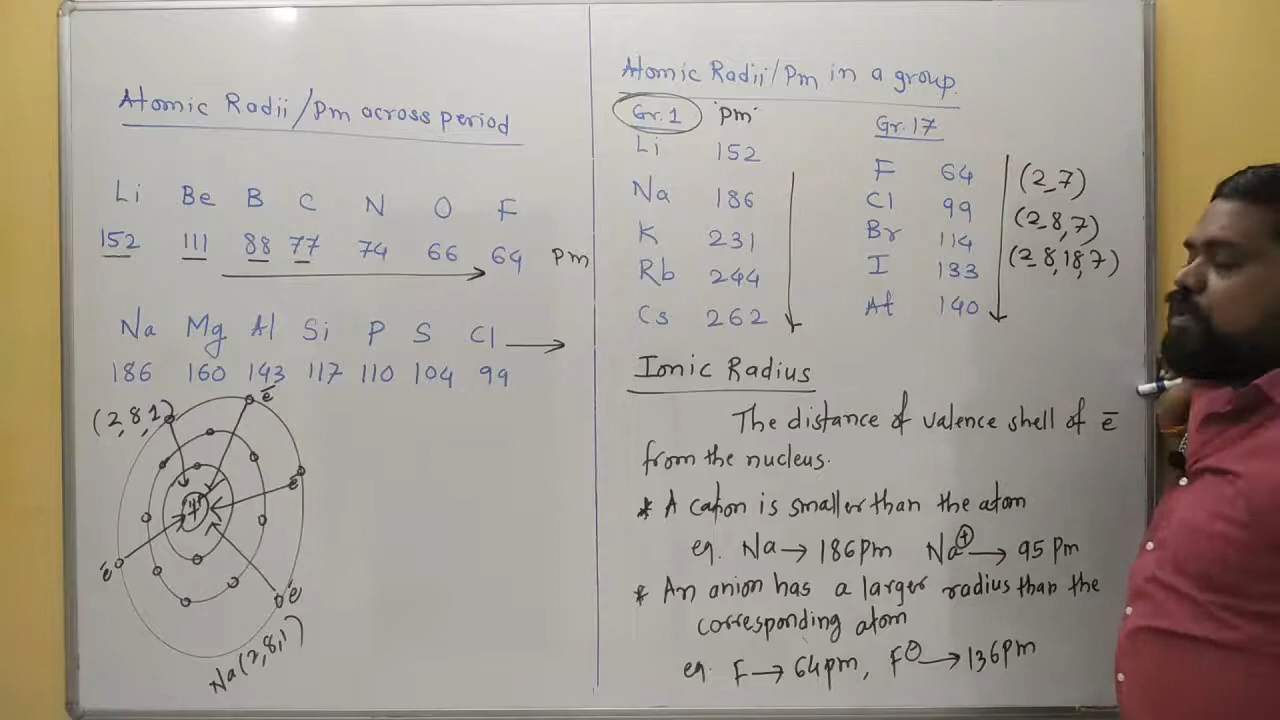 Atomic Radii/Pm across period
Li Be B C N O F
152 111 88 77 74 66 64 Pm
Na Mg Al Si P S Cl →
186 160 143 117 110 104 99
(2,8,1)
ē
ē
ē
ē
Na(2,8,1)
Atomic Radii/Pm in a group.
Gr.1 "Pm"
Li 152
Na 186
K 231
Rb 244
Cs 262
Gr.17
F 64 (2,7)
Cl 99 (2,8,7)
Br 114 (2,8,18,7)
I 133
At 140
Ionic Radius
The distance of valence shell of ē
from the nucleus.
* A cation is smaller than the atom
eg. Na → 186pm Na⊕ → 95 Pm
* An anion has a larger radius than the
corresponding atom
eg. F → 64pm, F⊖ → 136pm